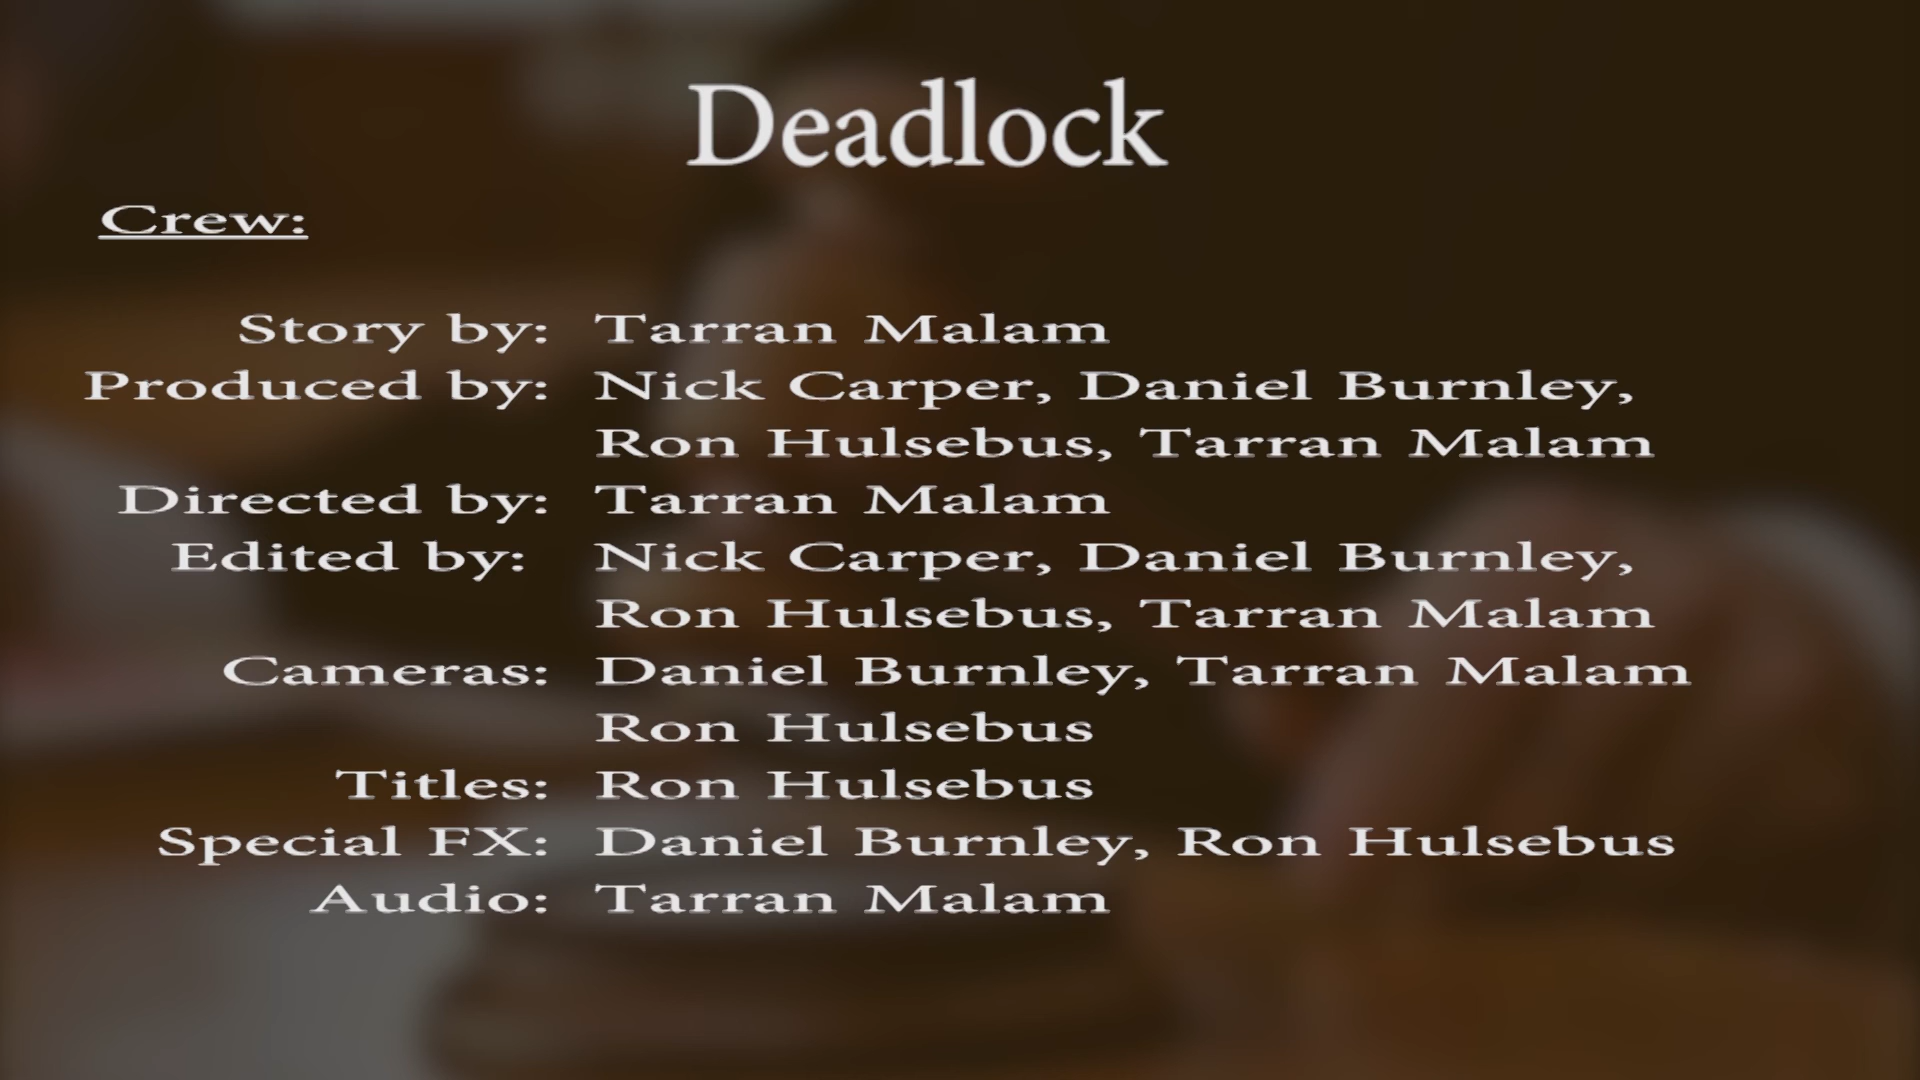 Deadlock
Crew:
Story by: Tarran Malam
Produced by: Nick Carper, Daniel Burnley,
Ron Hulsebus, Tarran Malam
Directed by: Tarran Malam
Edited by: Nick Carper, Daniel Burnley,
Ron Hulsebus, Tarran Malam
Cameras: Daniel Burnley, Tarran Malam
Ron Hulsebus
Titles: Ron Hulsebus
Special FX: Daniel Burnley, Ron Hulsebus
Audio: Tarran Malam